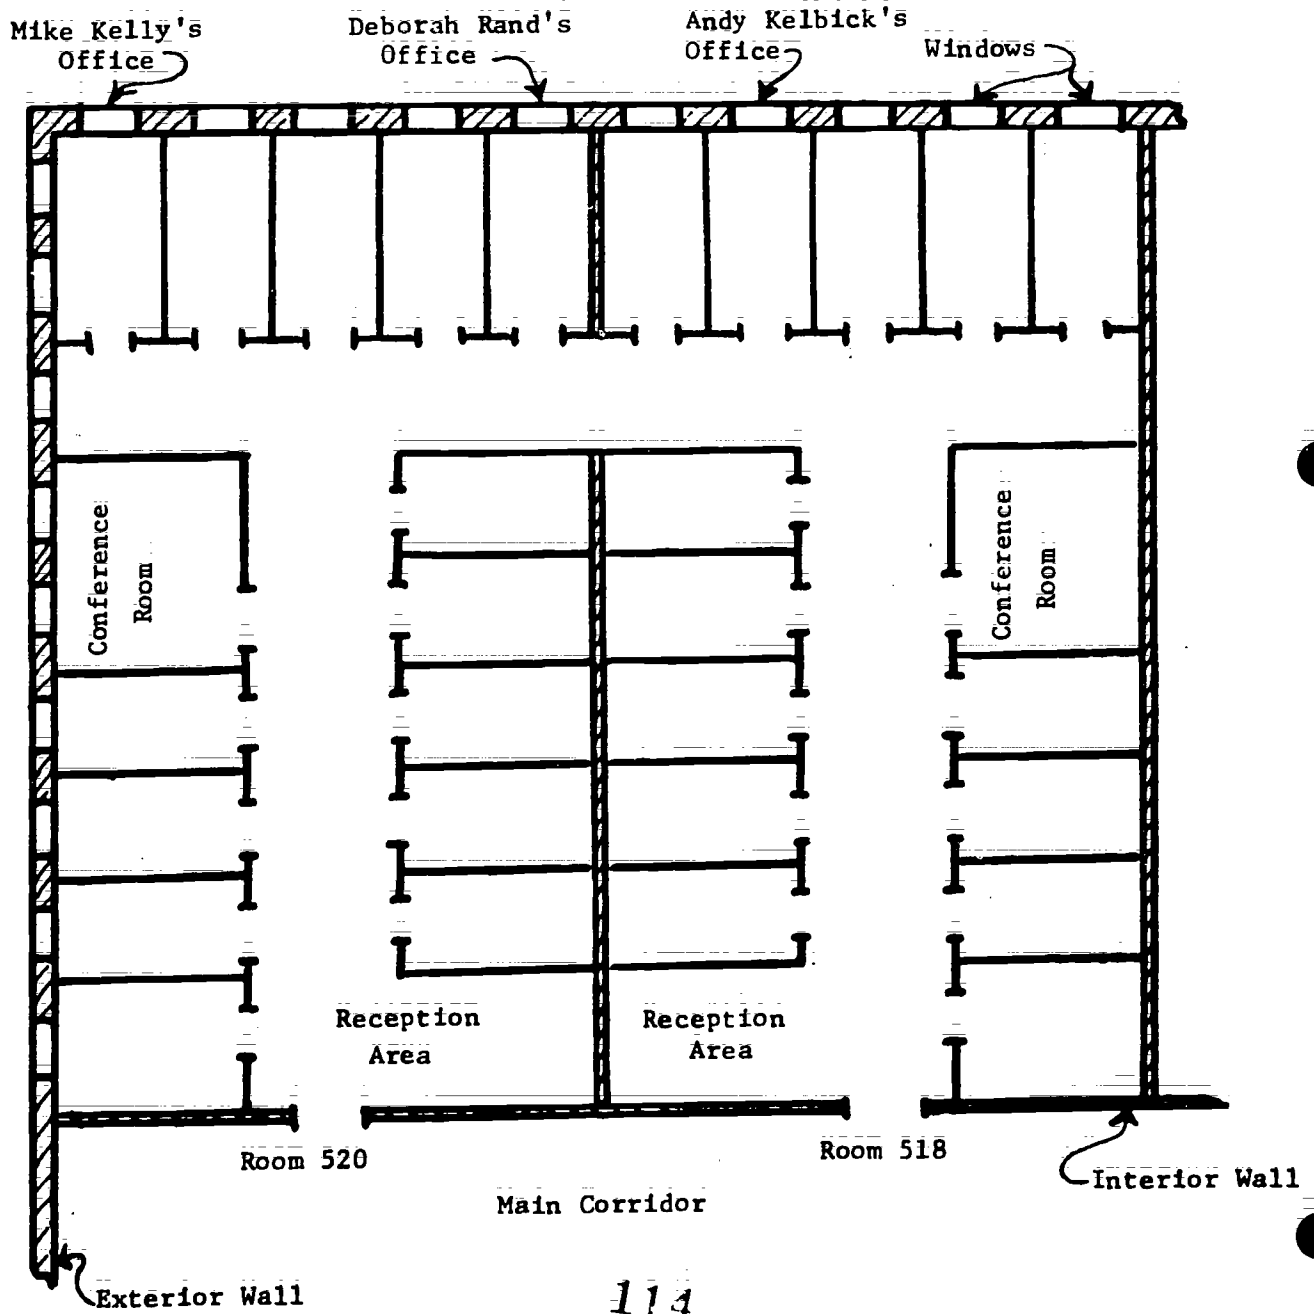 Mike Kelly's
Office
Deborah Rand's
Office
Andy Kelbick's
Office
Windows
Conference
Room
Conference
Room
Reception
Area
Reception
Area
Room 520
Room 518
Main Corridor
Interior Wall
Exterior Wall
114